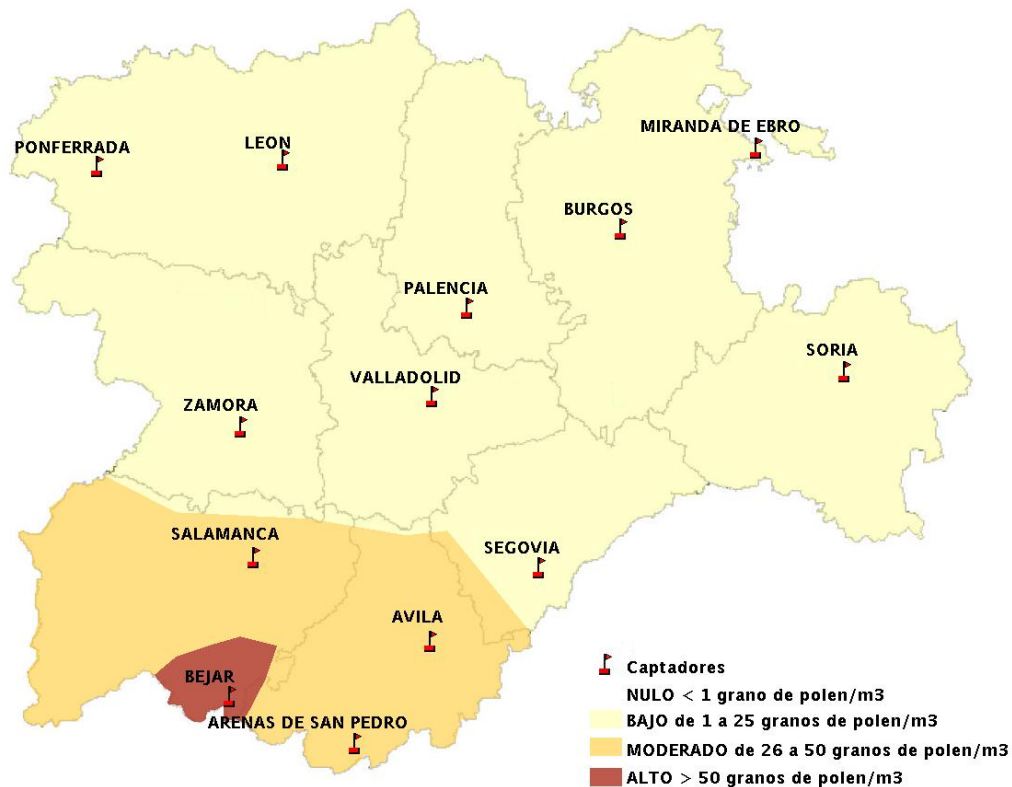 MIRANDA DE EBRO
PONFERRADA
LEON
BURGOS
PALENCIA
SORIA
VALLADOLID
ZAMORA
SALAMANCA
SEGOVIA
AVILA
BEJAR
ARENAS DE SAN PEDRO
Captadores
NULO < 1 grano de polen/m3
BAJO de 1 a 25 granos de polen/m3
MODERADO de 26 a 50 granos de polen/m3
ALTO > 50 granos de polen/m3